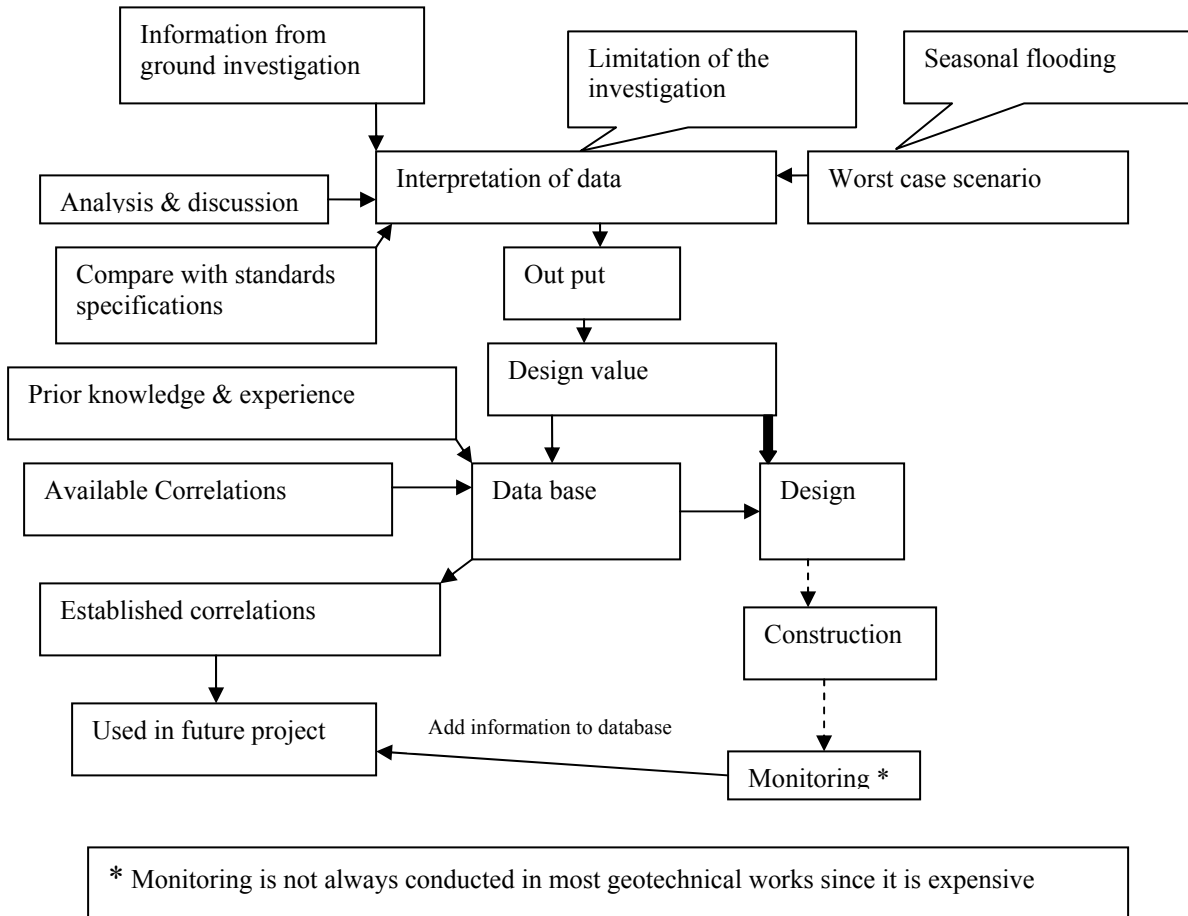 Information from
ground investigation
Limitation of the
investigation
Seasonal flooding
Interpretation of data
Worst case scenario
Analysis & discussion
Compare with standards
specifications
Out put
Design value
Prior knowledge & experience
Available Correlations
Data base
Design
Established correlations
Construction
Used in future project
Add information to database
Monitoring *
* Monitoring is not always conducted in most geotechnical works since it is expensive